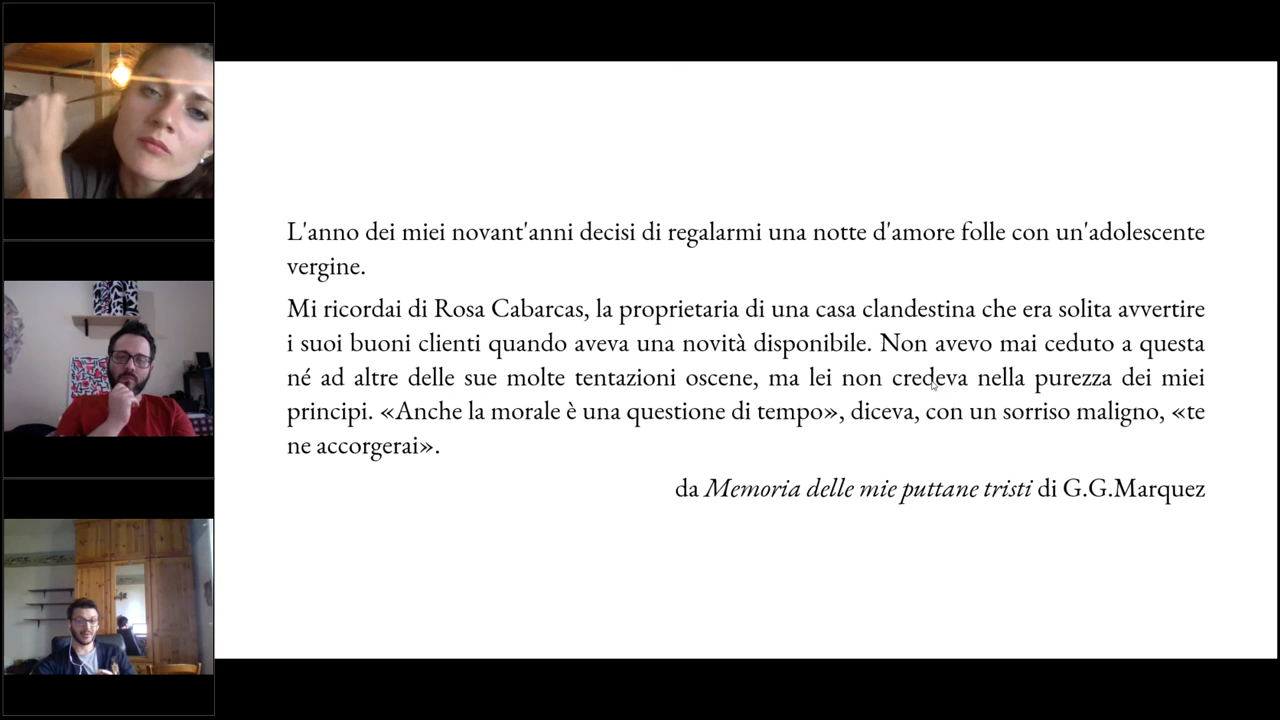 L'anno dei miei novant'anni decisi di regalarmi una notte d'amore folle con un'adolescente
vergine.
Mi ricordai di Rosa Cabarcas, la proprietaria di una casa clandestina che era solita avvertire
i suoi buoni clienti quando aveva una novità disponibile. Non avevo mai ceduto a questa
né ad altre delle sue molte tentazioni oscene, ma lei non credeva nella purezza dei miei
principi. «Anche la morale è una questione di tempo», diceva, con un sorriso maligno, «te
ne accorgerai».
da Memoria delle mie puttane tristi di G.G.Marquez